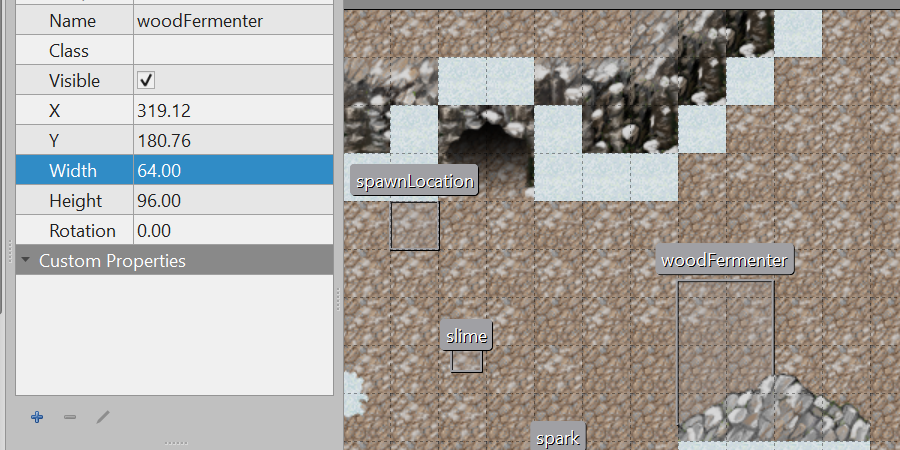 Name woodFermenter
Class
Visible
X 319.12
Y 180.76
Width 64.00
Height 96.00
Rotation 0.00
Custom Properties
spawnLocation
woodFermenter
slime
spark